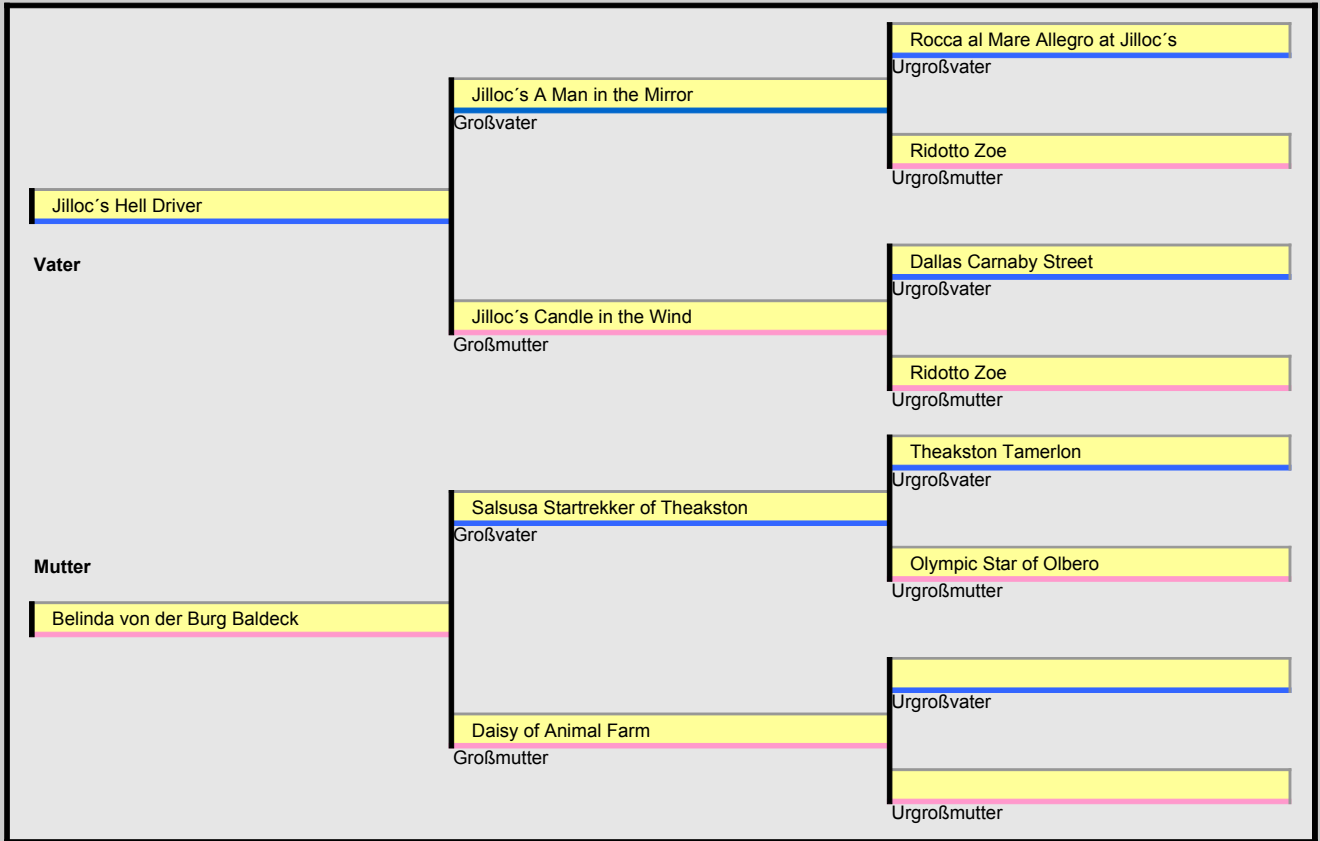 Rocca al Mare Allegro at Jilloc´s
Urgroßvater
Jilloc´s A Man in the Mirror
Großvater
Ridotto Zoe
Urgroßmutter
Jilloc´s Hell Driver
Vater
Dallas Carnaby Street
Urgroßvater
Jilloc´s Candle in the Wind
Großmutter
Ridotto Zoe
Urgroßmutter
Theakston Tamerlon
Urgroßvater
Salsusa Startrekker of Theakston
Großvater
Olympic Star of Olbero
Urgroßmutter
Mutter
Belinda von der Burg Baldeck
Urgroßvater
Daisy of Animal Farm
Großmutter
Urgroßmutter